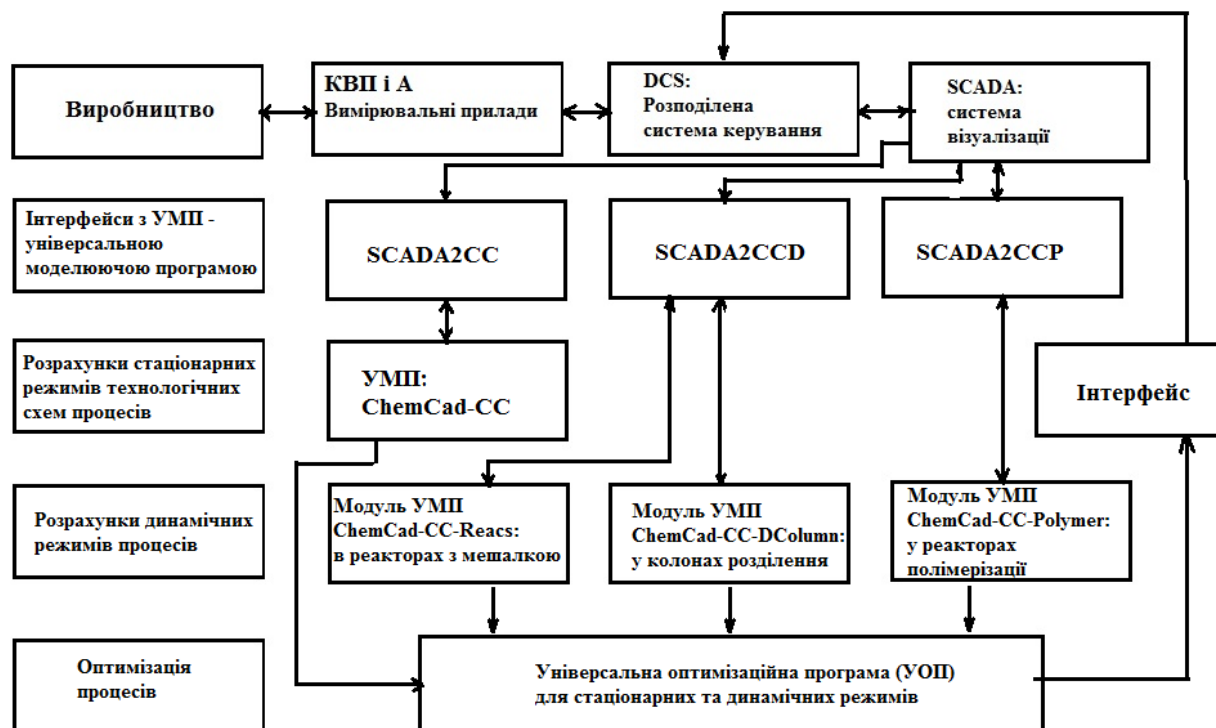 Виробництво
КВП і А
Вимірювальні прилади
DCS:
Розподілена
система керування
SCADA:
система
візуалізації
Інтерфейси з УМП -
універсальною
моделюючою програмою
SCADA2CC
SCADA2CCD
SCADA2CCP
Розрахунки стаціонарних
режимів технологічних
схем процесів
УМП:
ChemCad-CC
Інтерфейс
Розрахунки динамічних
режимів процесів
Модуль УМП
ChemCad-CC-Reacs:
в реакторах з мешалкою
Модуль УМП
ChemCad-CC-DColumn:
у колонах розділення
Модуль УМП
ChemCad-CC-Polymer:
у реакторах
полімерізації
Оптимізація
процесів
Універсальна оптимізаційна програма (УОП)
для стаціонарних та динамічних режимів